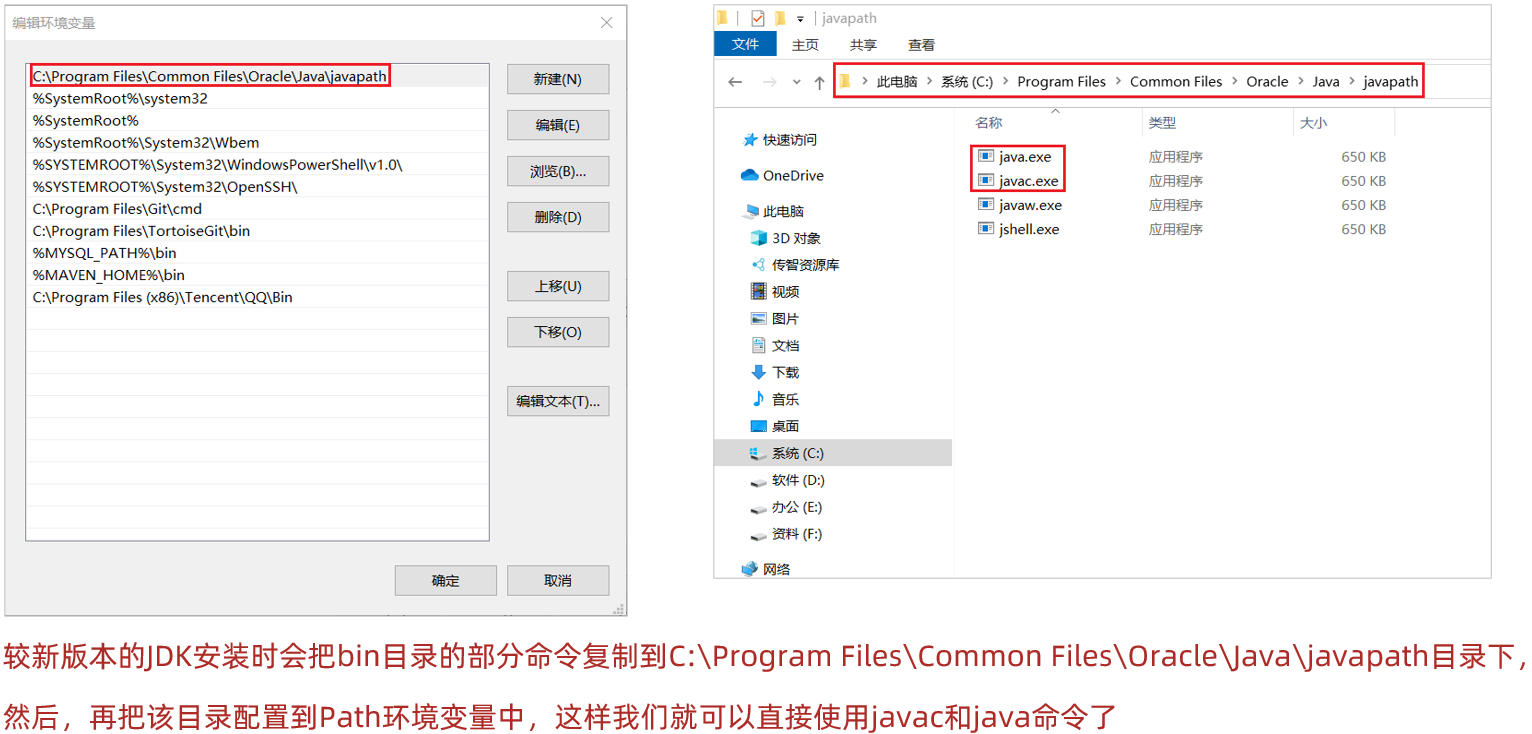 编辑环境变量
C:\Program Files\Common Files\Oracle\Java\javapath
%SystemRoot%\system32
%SystemRoot%
%SystemRoot%\System32\Wbem
%SYSTEMROOT%\System32\WindowsPowerShell\v1.0\
%SYSTEMROOT%\System32\OpenSSH\
C:\Program Files\Git\cmd
C:\Program Files\TortoiseGit\bin
%MYSQL_PATH%\bin
%MAVEN_HOME%\bin
C:\Program Files (x86)\Tencent\QQ\Bin
新建(N)
编辑(E)
浏览(B)...
删除(D)
上移(U)
下移(O)
编辑文本(T)...
确定
取消
javapath
文件 主页 共享 查看
此电脑 系统 (C:) Program Files Common Files Oracle Java javapath
名称 类型 大小
java.exe 应用程序 650 KB
javac.exe 应用程序 650 KB
javaw.exe 应用程序 650 KB
jshell.exe 应用程序 650 KB
快速访问
OneDrive
此电脑
3D 对象
传智资源库
视频
图片
文档
下载
音乐
桌面
系统 (C:)
软件 (D:)
办公 (E:)
资料 (F:)
网络
较新版本的JDK安装时会把bin目录的部分命令复制到C:\Program Files\Common Files\Oracle\Java\javapath目录下，
然后，再把该目录配置到Path环境变量中，这样我们就可以直接使用javac和java命令了